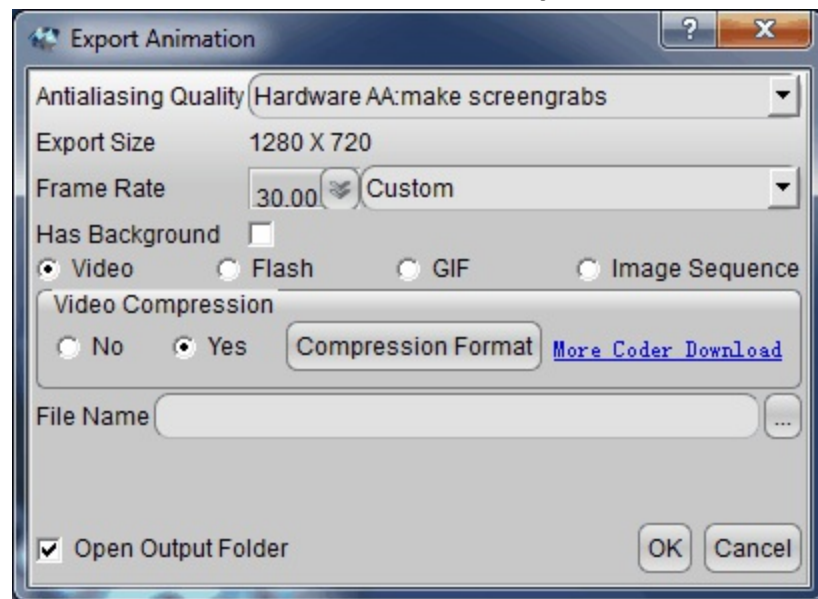 Export Animation
?
X
Antialiasing Quality Hardware AA:make screengrabs
Export Size 1280 X 720
Frame Rate 30.00 Custom
Has Background
Video Flash GIF Image Sequence
Video Compression
No Yes Compression Format More Coder Download
File Name ...
Open Output Folder OK Cancel